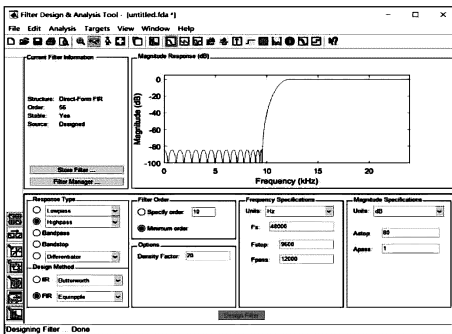 Filter Design & Analysis Tool - [untitled.fda *]
File Edit Analysis Targets View Window Help
Current Filter Information
Structure: Direct-Form FIR
Order: 56
Stable: Yes
Source: Designed
Store Filter ...
Filter Manager ...
Magnitude Response (dB)
Magnitude (dB)
0
-20
-40
-60
-80
-100
0 5 10 15 20
Frequency (kHz)
Response Type
Lowpass
Highpass
Bandpass
Bandstop
Differentiator
Design Method
IIR Butterworth
FIR Equiripple
Filter Order
Specify order: 10
Minimum order
Options
Density Factor: 20
Frequency Specifications
Units: Hz
Fs: 48000
Fstop: 9600
Fpass: 12000
Magnitude Specifications
Units: dB
Astop: 80
Apass: 1
Design Filter
Designing Filter ... Done